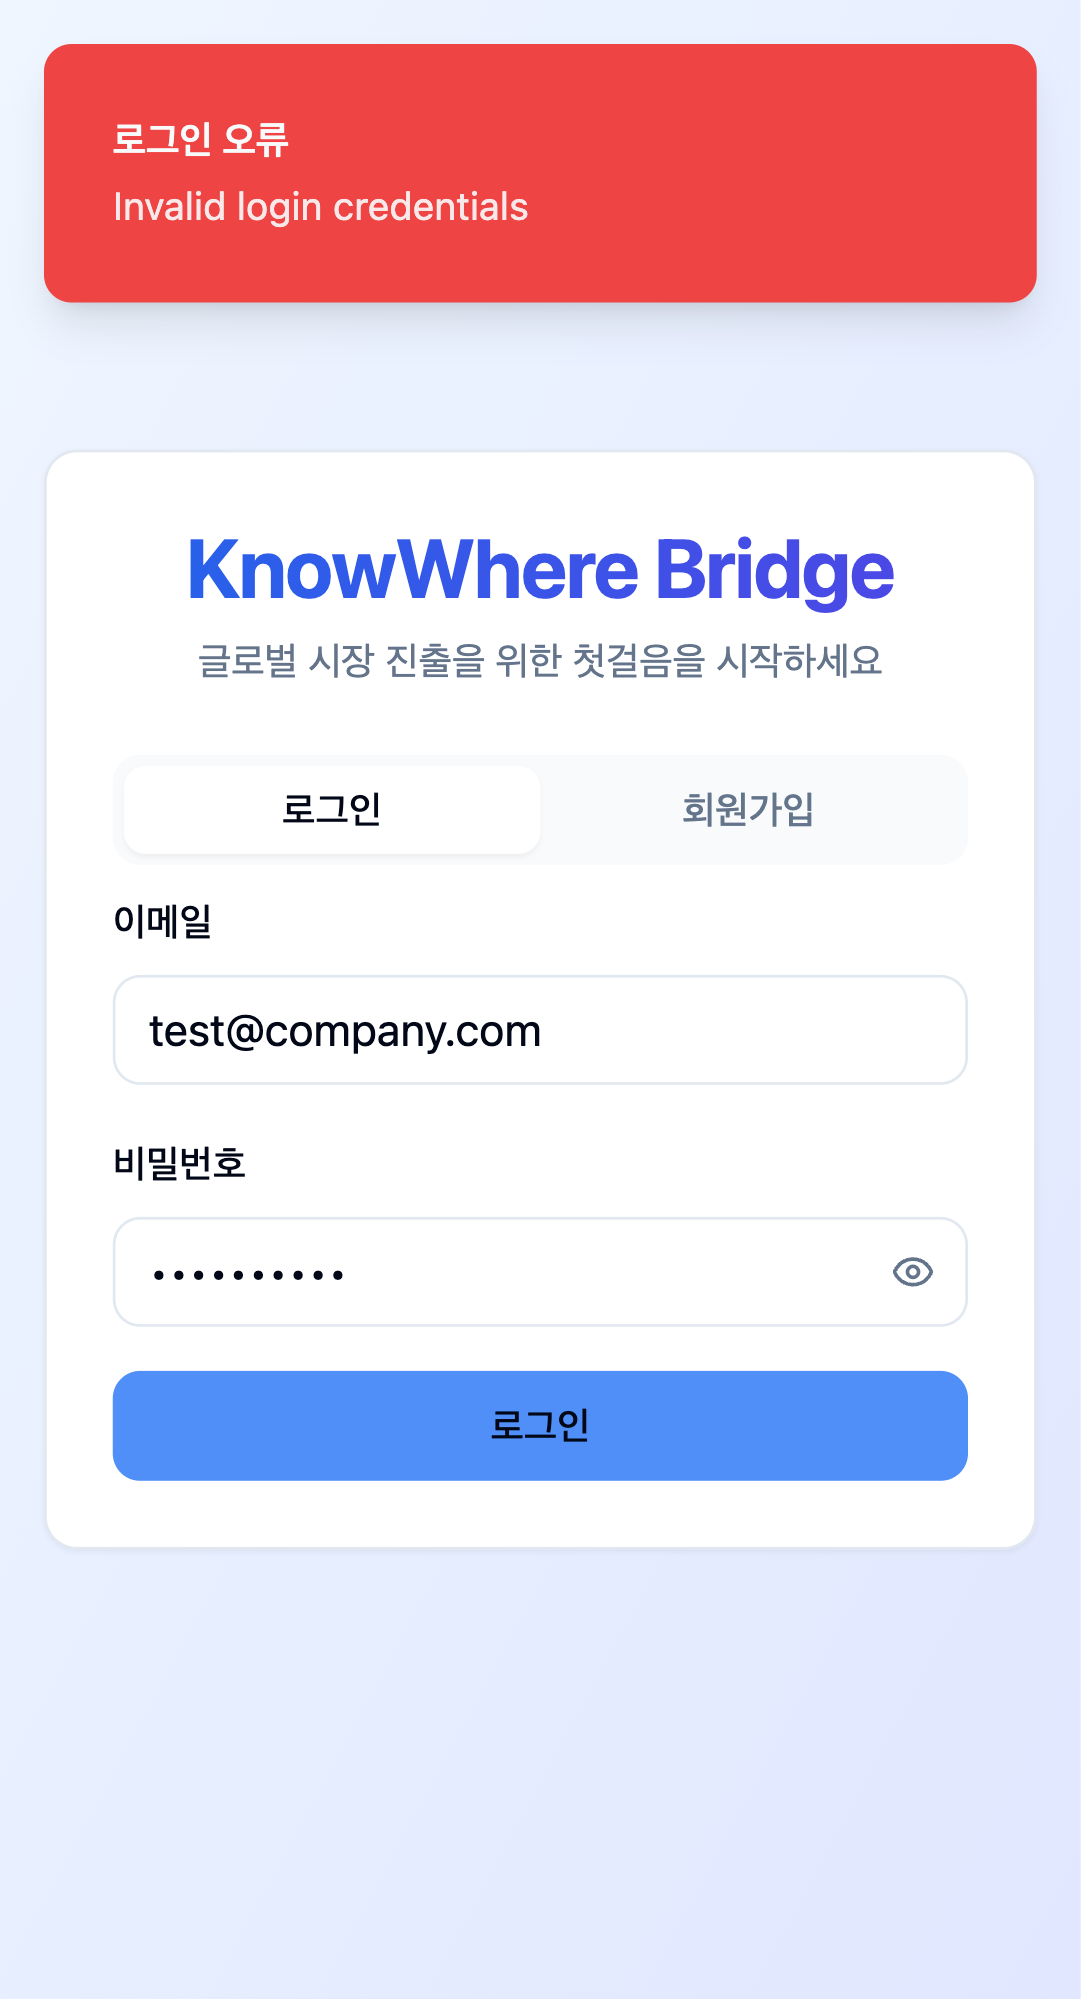 로그인 오류
Invalid login credentials
KnowWhere Bridge
글로벌 시장 진출을 위한 첫걸음을 시작하세요
로그인
회원가입
이메일
test@company.com
비밀번호
••••••••••
로그인